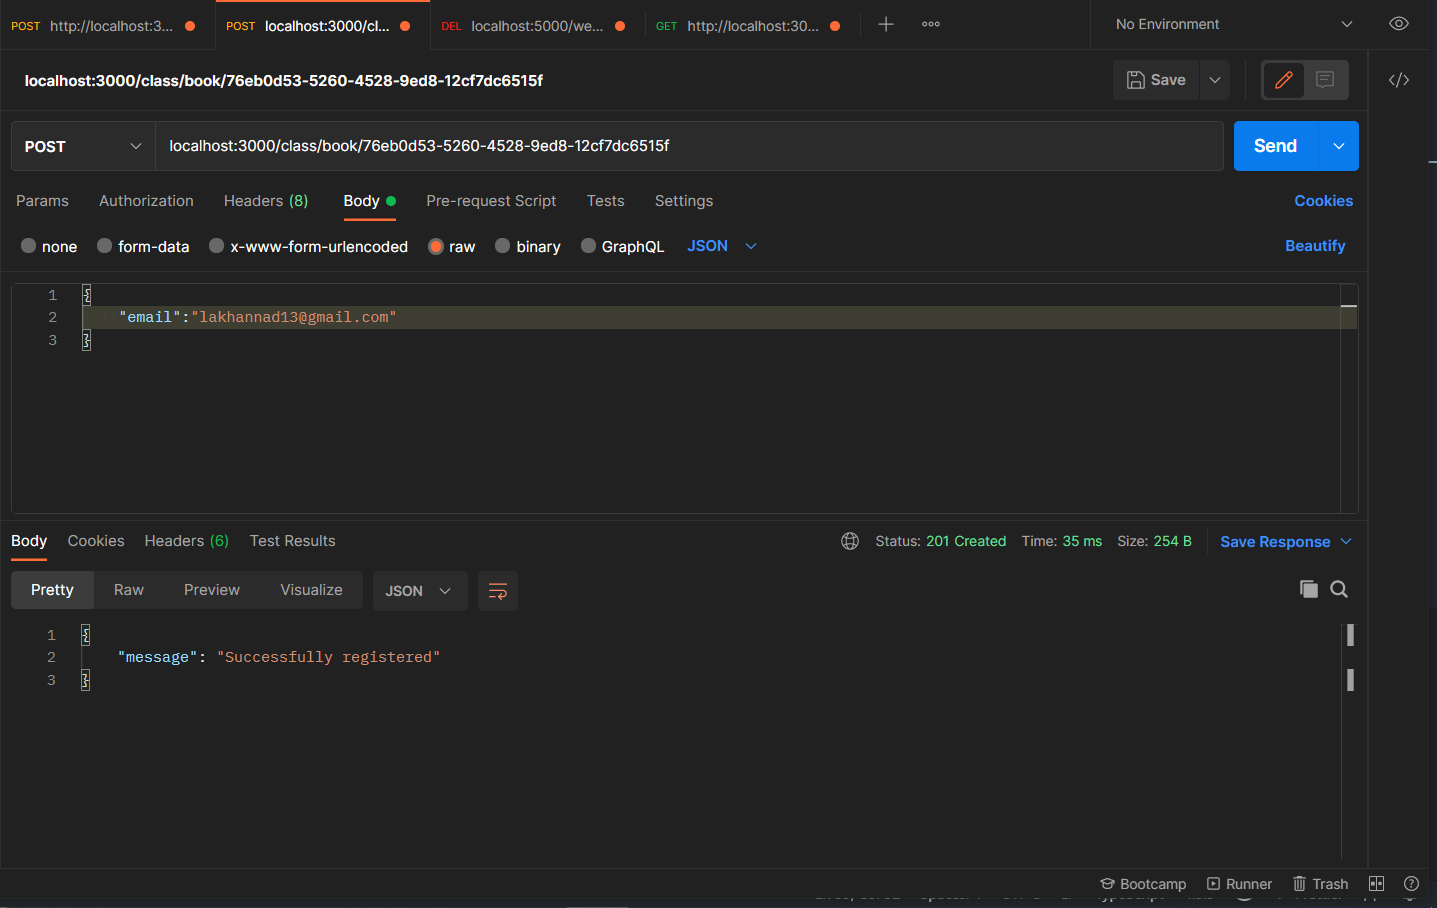 POST http://localhost:3... POST localhost:3000/cl... DEL localhost:5000/we... GET http://localhost:30... No Environment
localhost:3000/class/book/76eb0d53-5260-4528-9ed8-12cf7dc6515f Save
POST localhost:3000/class/book/76eb0d53-5260-4528-9ed8-12cf7dc6515f Send
Params Authorization Headers (8) Body Pre-request Script Tests Settings Cookies
none form-data x-www-form-urlencoded raw binary GraphQL JSON Beautify
1 {
2 "email":"lakhannad13@gmail.com"
3 }
Body Cookies Headers (6) Test Results Status: 201 Created Time: 35 ms Size: 254 B Save Response
Pretty Raw Preview Visualize JSON
1 {
2 "message": "Successfully registered"
3 }
Bootcamp Runner Trash